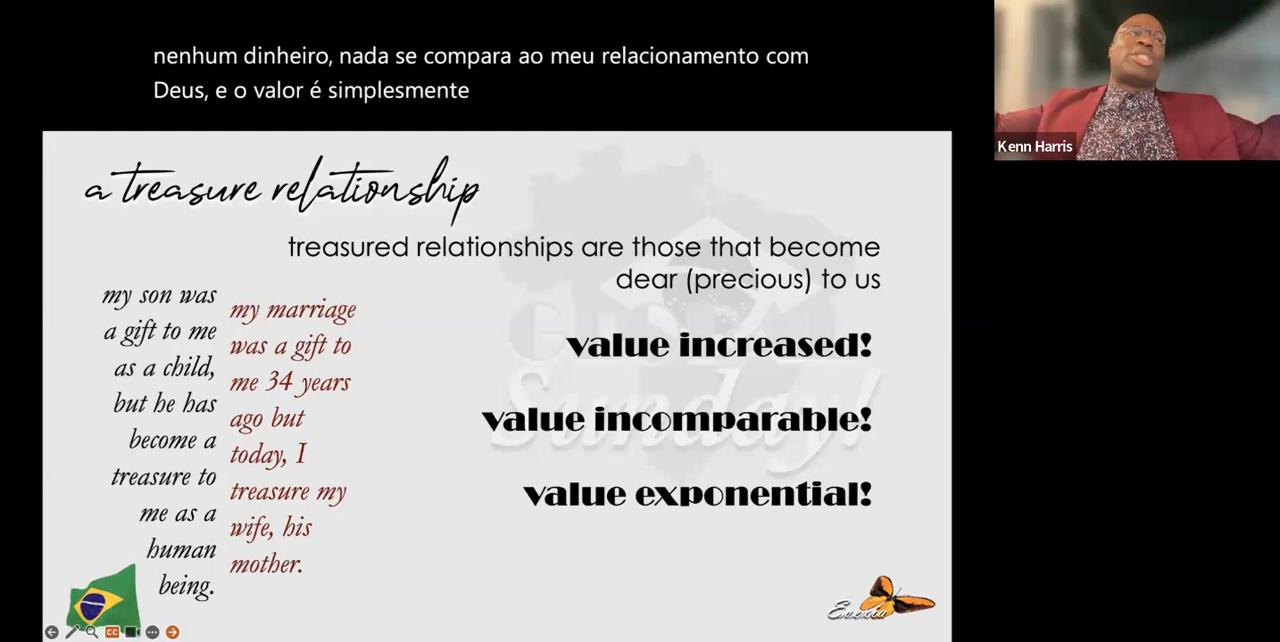 nenhum dinheiro, nada se compara ao meu relacionamento com
Deus, e o valor é simplesmente
Kenn Harris
a treasure relationship
treasured relationships are those that become
dear (precious) to us
my son was
a gift to me
as a child,
but he has
become a
treasure to
me as a
human
being.
my marriage
was a gift to
me 34 years
ago but
today, I
treasure my
wife, his
mother.
value increased!
value incomparable!
value exponential!
Global
Sunday!
CC